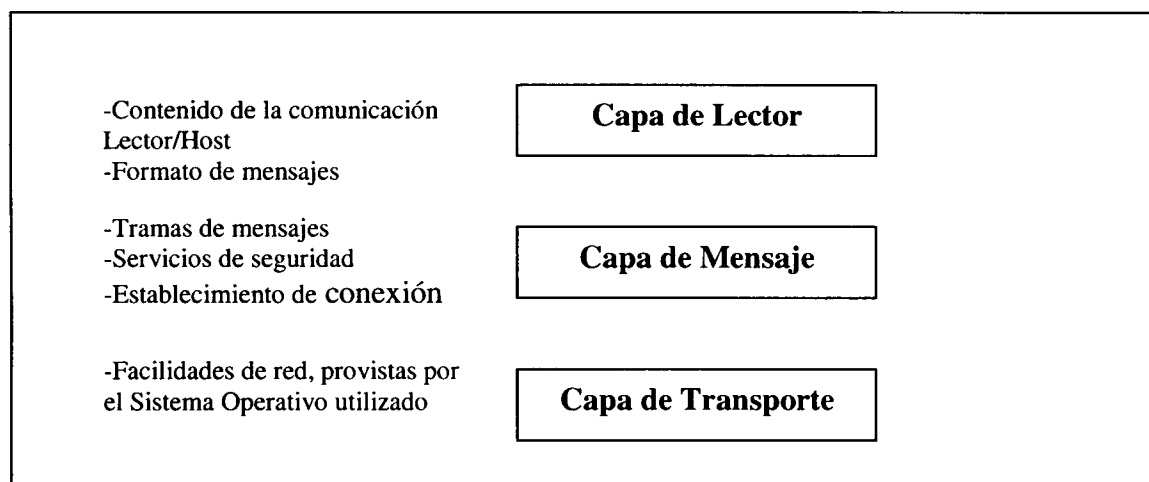 -Contenido de la comunicación
Lector/Host
-Formato de mensajes
Capa de Lector
-Tramas de mensajes
-Servicios de seguridad
-Establecimiento de conexión
Capa de Mensaje
-Facilidades de red, provistas por
el Sistema Operativo utilizado
Capa de Transporte